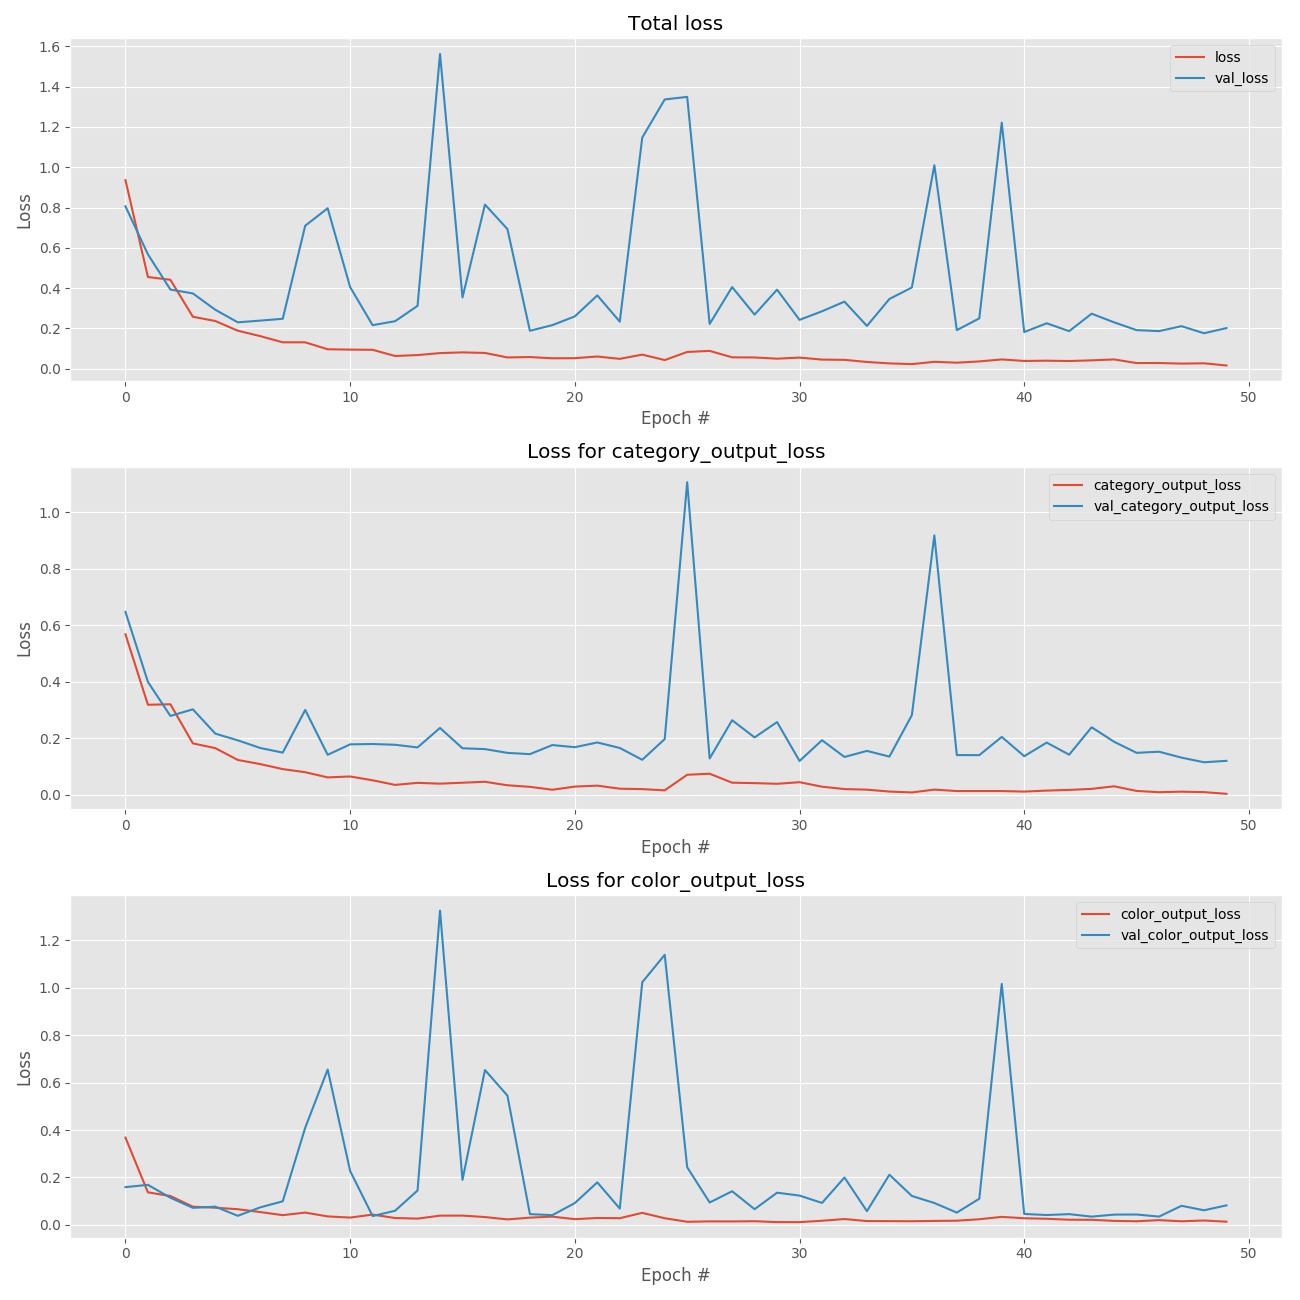 Total loss
1.6
1.4
1.2
1.0
0.8
0.6
0.4
0.2
0.0
Loss
loss
val_loss
0 10 20 30 40 50
Epoch #
Loss for category_output_loss
1.0
0.8
0.6
0.4
0.2
0.0
Loss
category_output_loss
val_category_output_loss
0 10 20 30 40 50
Epoch #
Loss for color_output_loss
1.2
1.0
0.8
0.6
0.4
0.2
0.0
Loss
color_output_loss
val_color_output_loss
0 10 20 30 40 50
Epoch #